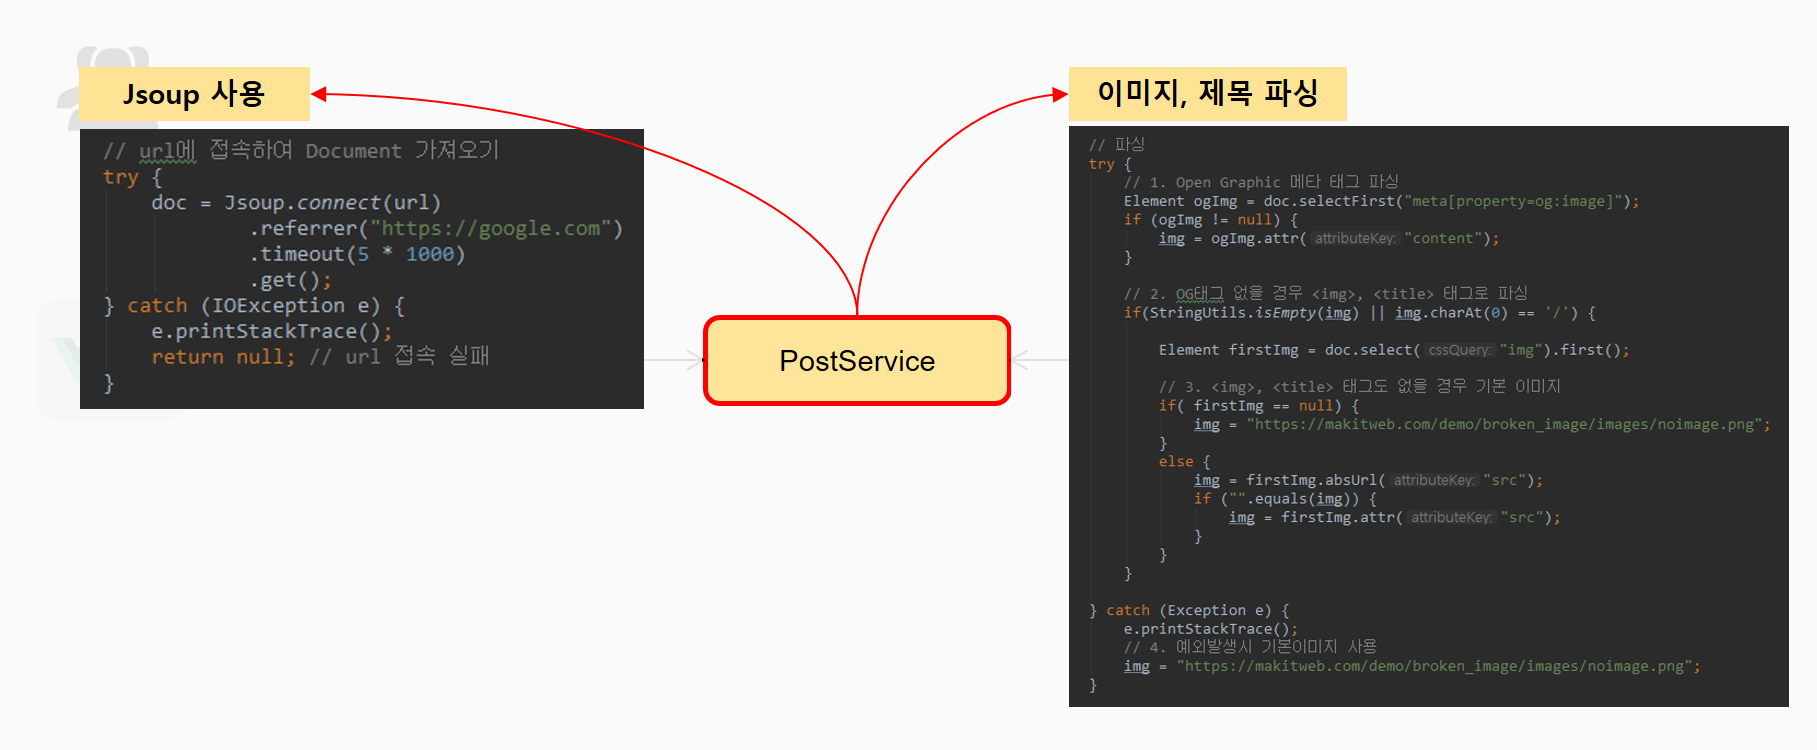 Jsoup 사용
// url에 접속하여 Document 가져오기
try {
doc = Jsoup.connect(url)
.referrer("https://google.com")
.timeout(5 * 1000)
.get();
} catch (IOException e) {
e.printStackTrace();
return null; // url 접속 실패
}
PostService
이미지, 제목 파싱
// 파싱
try {
// 1. Open Graphic 메타 태그 파싱
Element ogImg = doc.selectFirst("meta[property=og:image]");
if (ogImg != null) {
img = ogImg.attr( attributeKey: "content");
}
// 2. OG태그 없을 경우 <img>, <title> 태그로 파싱
if(StringUtils.isEmpty(img) || img.charAt(0) == '/') {
Element firstImg = doc.select( cssQuery: "img").first();
// 3. <img>, <title> 태그도 없을 경우 기본 이미지
if( firstImg == null) {
img = "https://makitweb.com/demo/broken_image/images/noimage.png";
}
else {
img = firstImg.absUrl( attributeKey: "src");
if ("".equals(img)) {
img = firstImg.attr( attributeKey: "src");
}
}
}
} catch (Exception e) {
e.printStackTrace();
// 4. 예외발생시 기본이미지 사용
img = "https://makitweb.com/demo/broken_image/images/noimage.png";
}